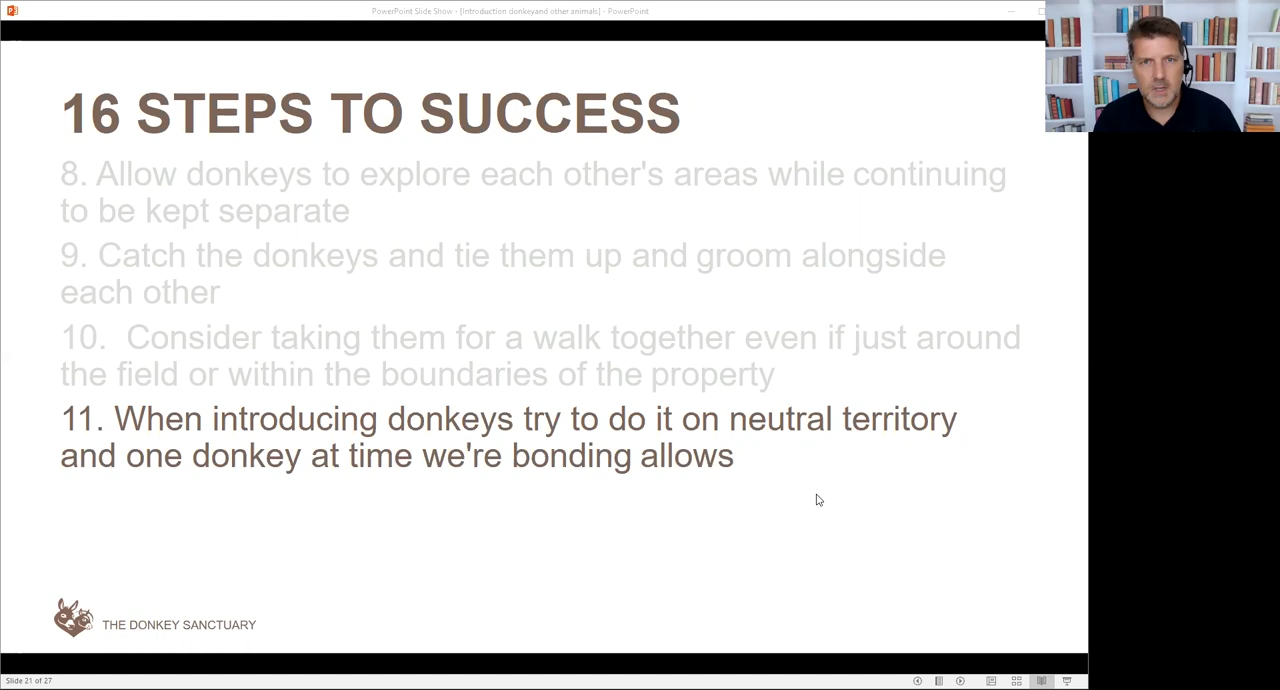 PowerPoint Slide Show - [Introduction donkeyand other animals] - PowerPoint
16 STEPS TO SUCCESS
8. Allow donkeys to explore each other's areas while continuing
to be kept separate
9. Catch the donkeys and tie them up and groom alongside
each other
10. Consider taking them for a walk together even if just around
the field or within the boundaries of the property
11. When introducing donkeys try to do it on neutral territory
and one donkey at time we're bonding allows
THE DONKEY SANCTUARY
Slide 21 of 27